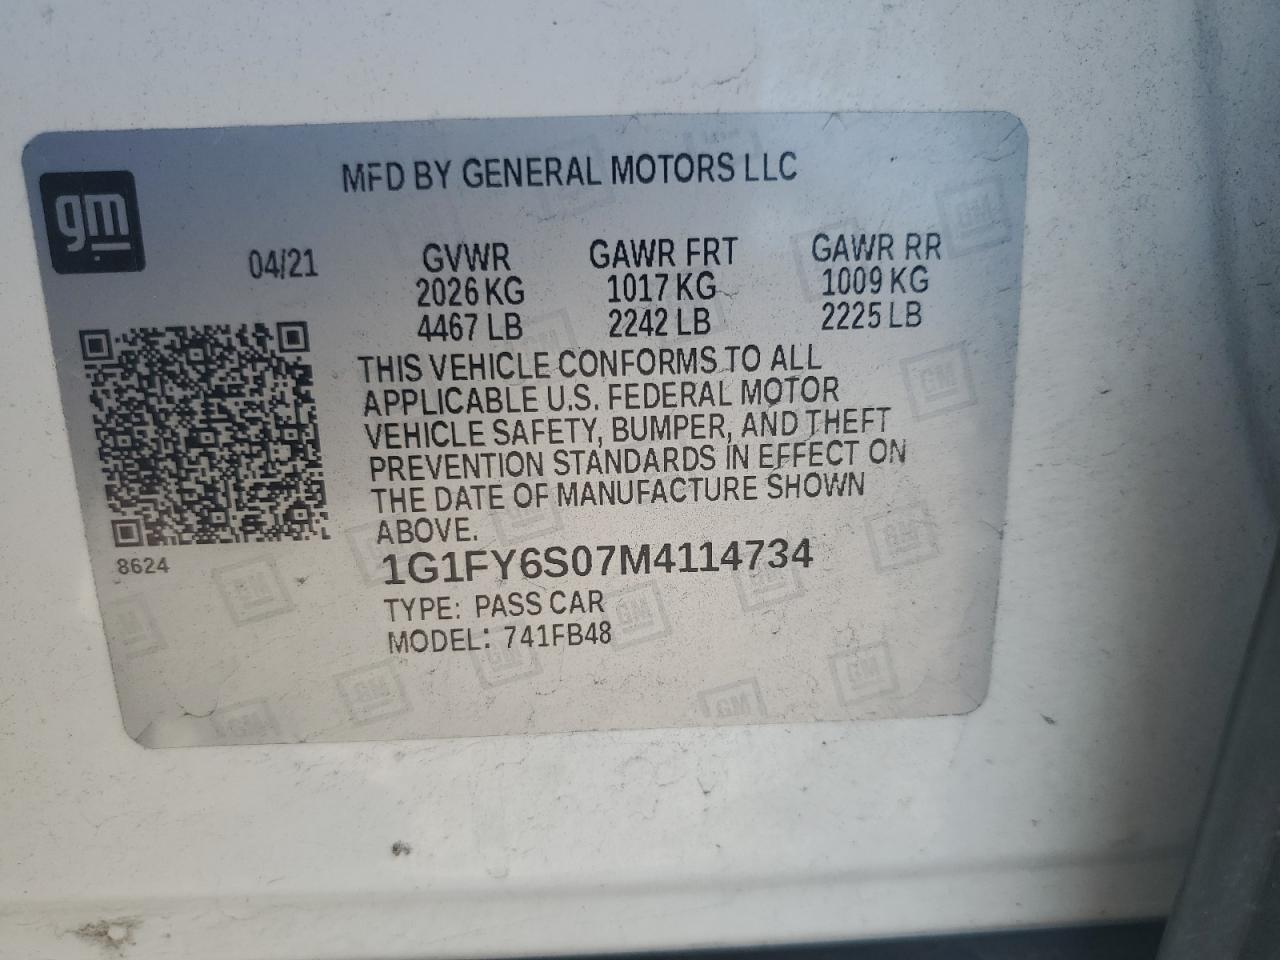 gm
MFD BY GENERAL MOTORS LLC
04/21 GVWR GAWR FRT GAWR RR
2026 KG 1017 KG 1009 KG
4467 LB 2242 LB 2225 LB
THIS VEHICLE CONFORMS TO ALL
APPLICABLE U.S. FEDERAL MOTOR
VEHICLE SAFETY, BUMPER, AND THEFT
PREVENTION STANDARDS IN EFFECT ON
THE DATE OF MANUFACTURE SHOWN
ABOVE.
8624
1G1FY6S07M4114734
TYPE: PASS CAR
MODEL: 741FB48